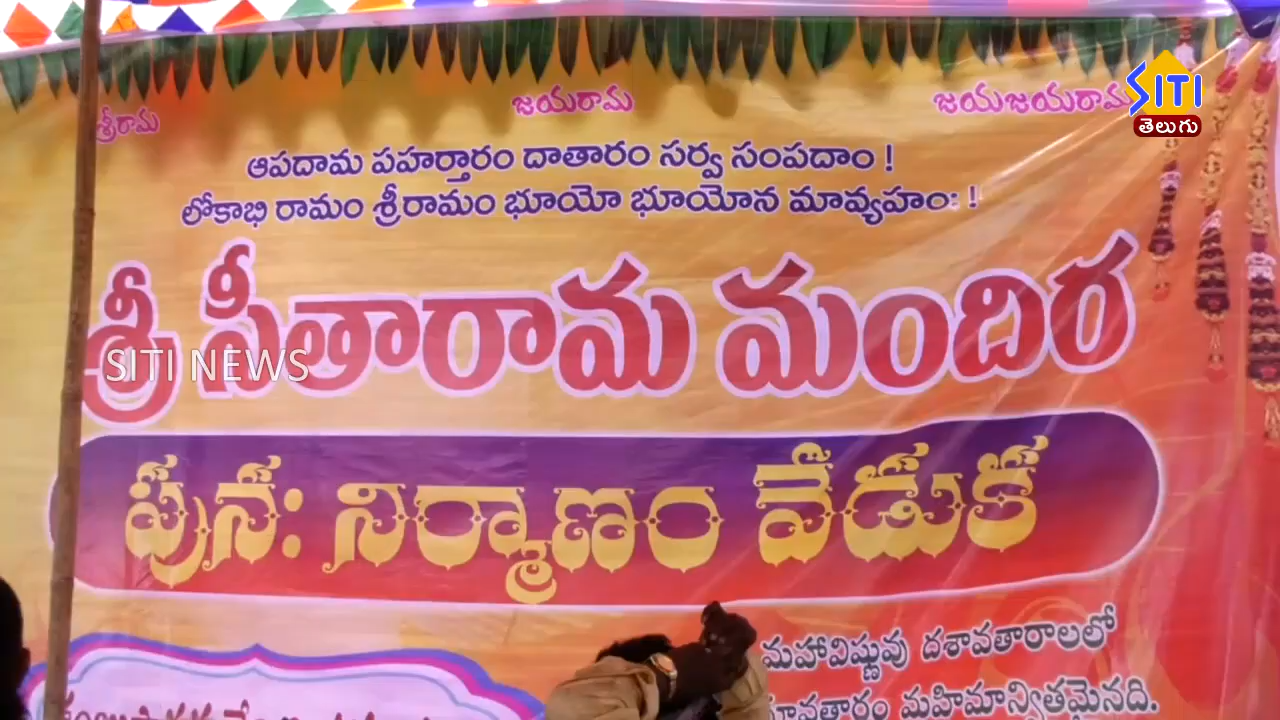 శ్రీరామ జయరామ జయజయరామ
SITI
తెలుగు
ఆపదామ పహర్తారం దాతారం సర్వ సంపదాం !
లోకాభి రామం శ్రీరామం భూయో భూయోన మావ్యహం: !
శ్రీ సీతారామ మందిర
SITI NEWS
పున: నిర్మాణం వేడుక
మహావిష్ణువు దశావతారాలలో
మహిమాన్వితమైనది.